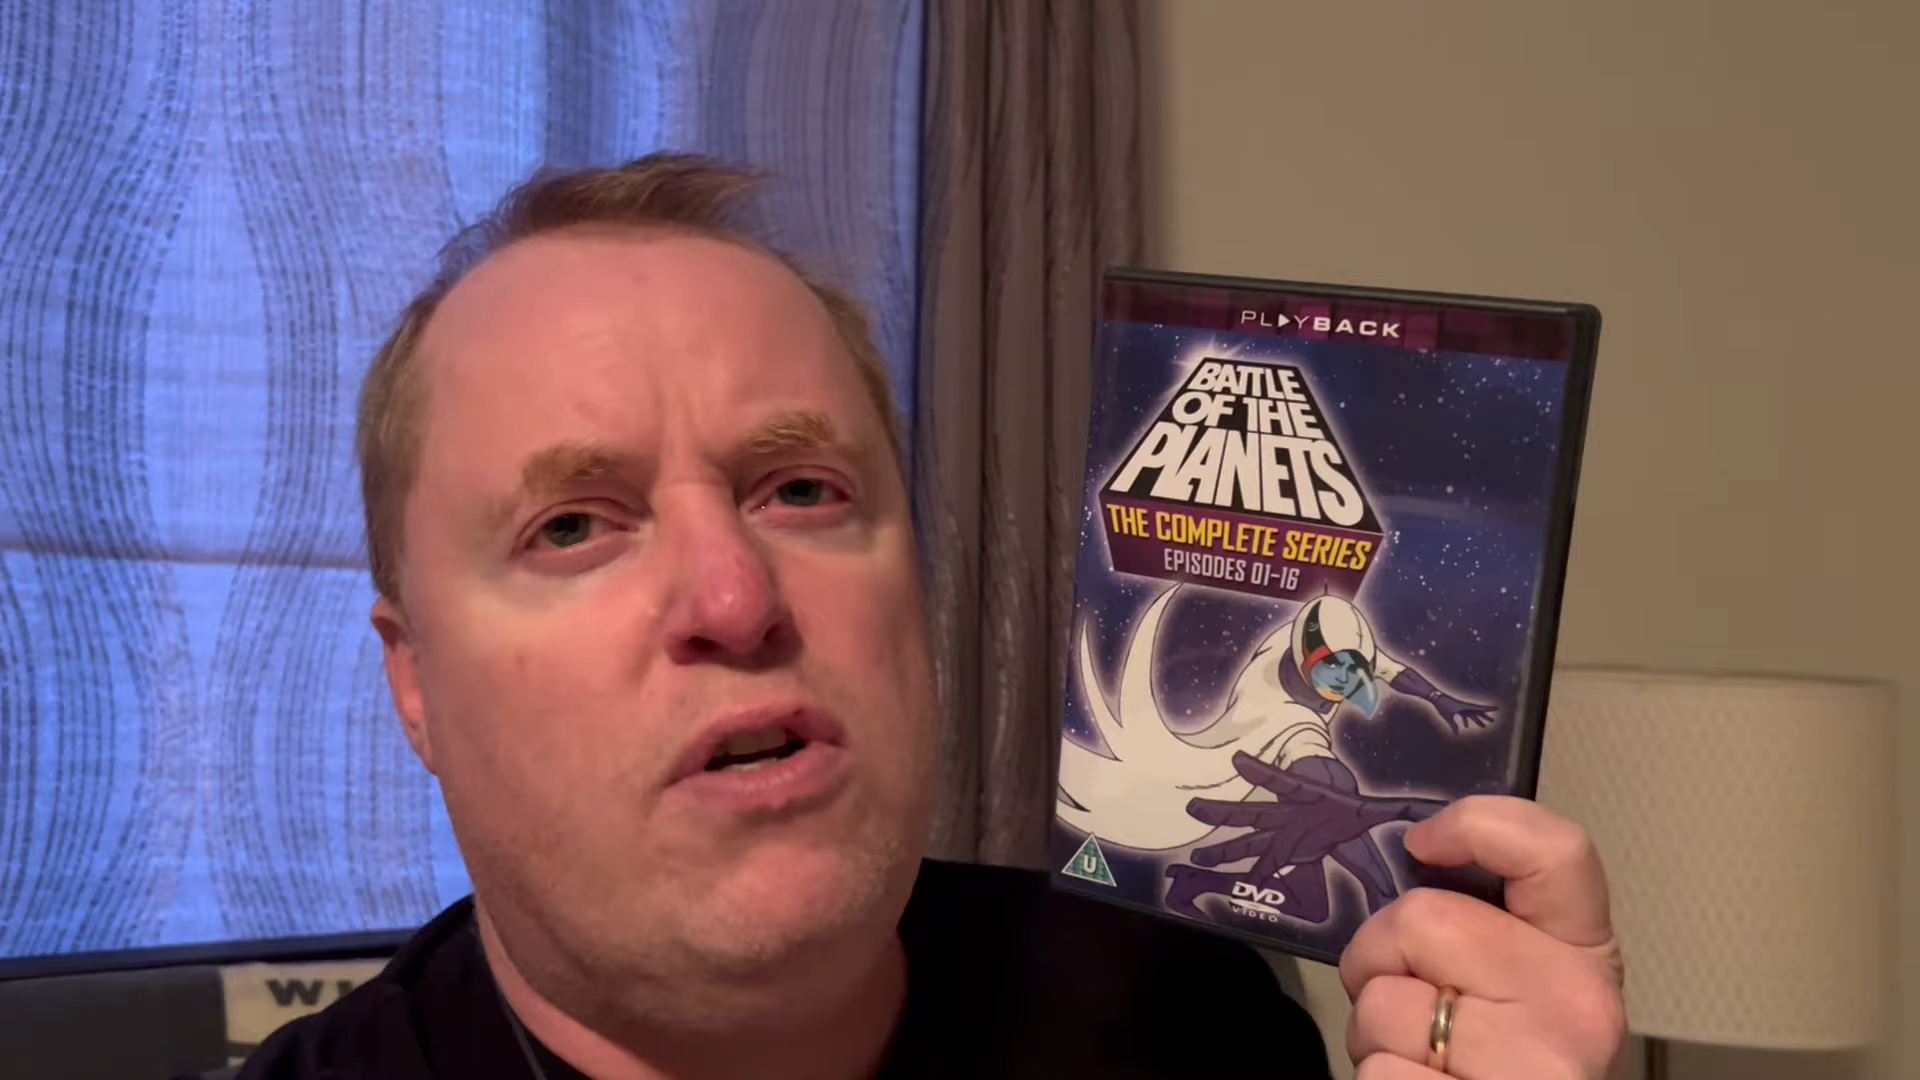 PLAYBACK
BATTLE
OF THE
PLANETS
THE COMPLETE SERIES
EPISODES 01-16
U
DVD
VIDEO